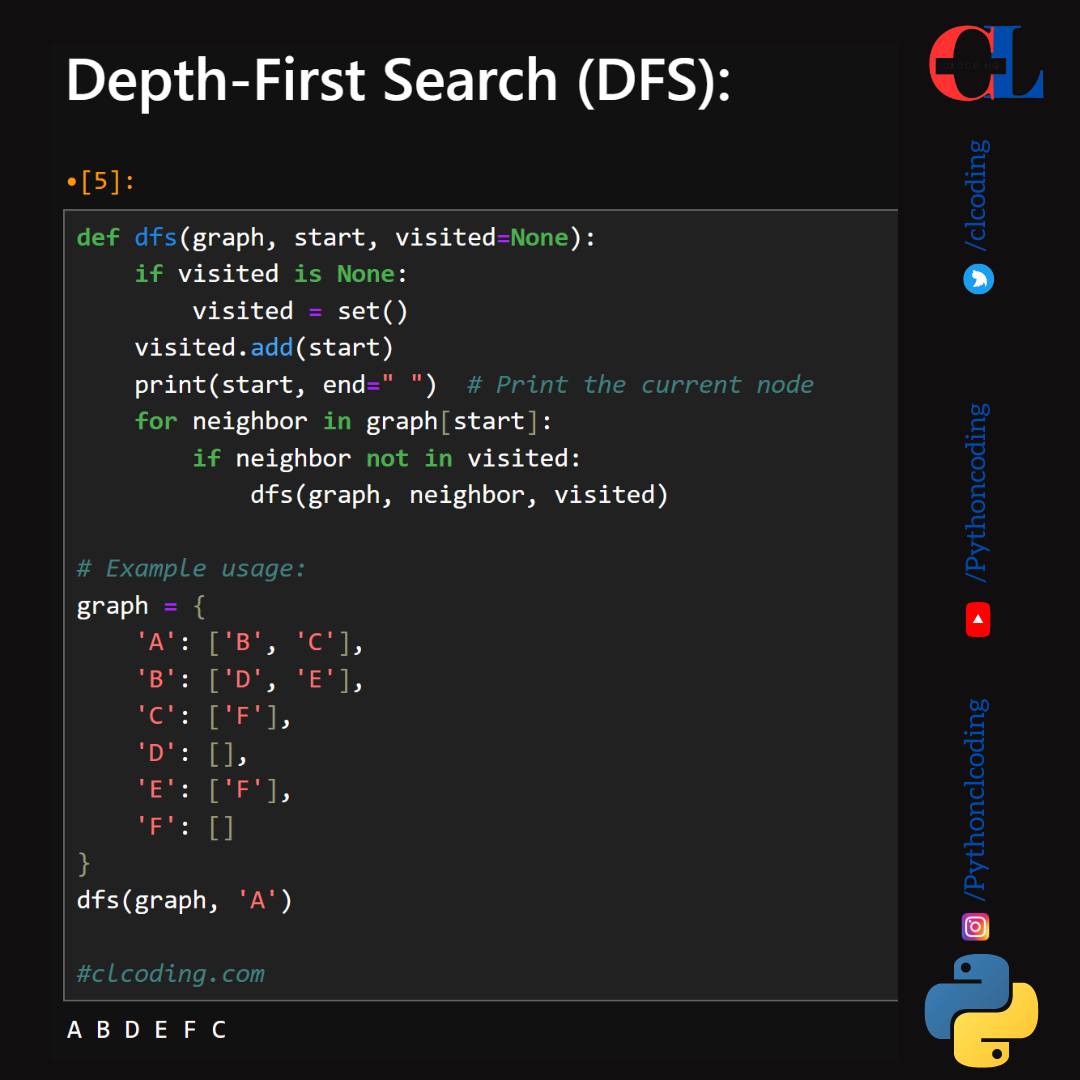 Depth-First Search (DFS):
•[5]:
def dfs(graph, start, visited=None):
    if visited is None:
        visited = set()
    visited.add(start)
    print(start, end=" ")  # Print the current node
    for neighbor in graph[start]:
        if neighbor not in visited:
            dfs(graph, neighbor, visited)

# Example usage:
graph = {
    'A': ['B', 'C'],
    'B': ['D', 'E'],
    'C': ['F'],
    'D': [],
    'E': ['F'],
    'F': []
}
dfs(graph, 'A')

#clcoding.com
A B D E F C
CL
/clcoding
/Pythoncoding
/Pythonclcoding